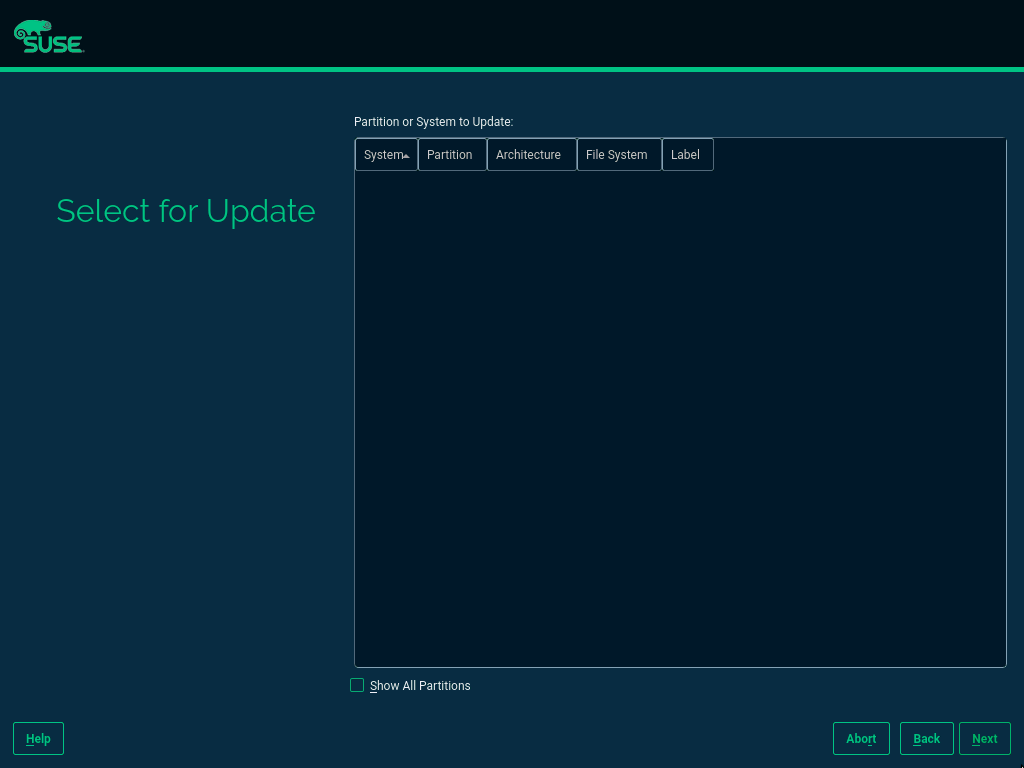 SUSE
Partition or System to Update:
System Partition Architecture File System Label
Select for Update
Show All Partitions
Help Abort Back Next